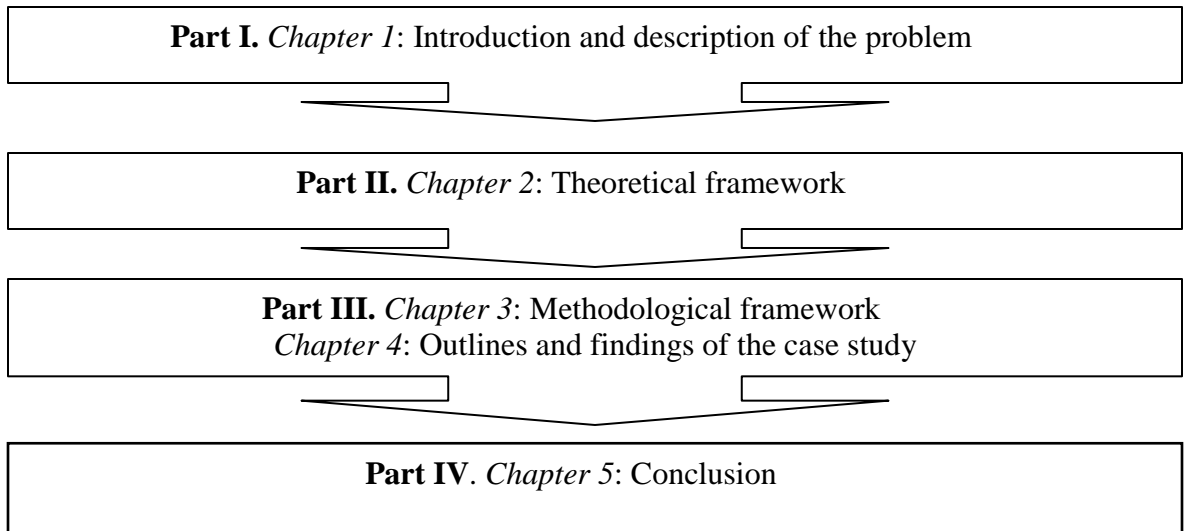 Part I. Chapter 1: Introduction and description of the problem
Part II. Chapter 2: Theoretical framework
Part III. Chapter 3: Methodological framework
Chapter 4: Outlines and findings of the case study
Part IV. Chapter 5: Conclusion